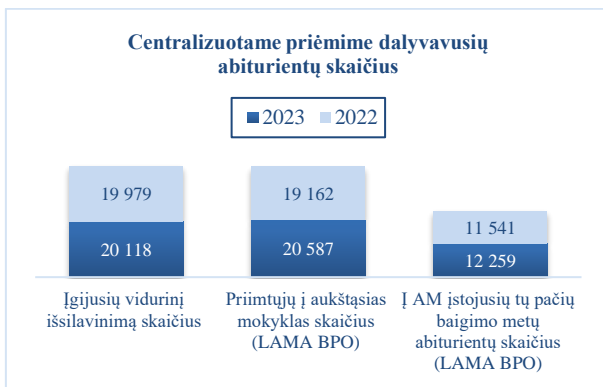 Centralizuotame priėmime dalyvavusių
abiturientų skaičius
2023 2022
19 979
20 118
19 162
20 587
11 541
12 259
Įgijusių vidurinį
išsilavinimą skaičius
Priimtųjų į aukštąsias
mokyklas skaičius
(LAMA BPO)
Į AM įstojusių tų pačių
baigimo metų
abiturientų skaičius
(LAMA BPO)